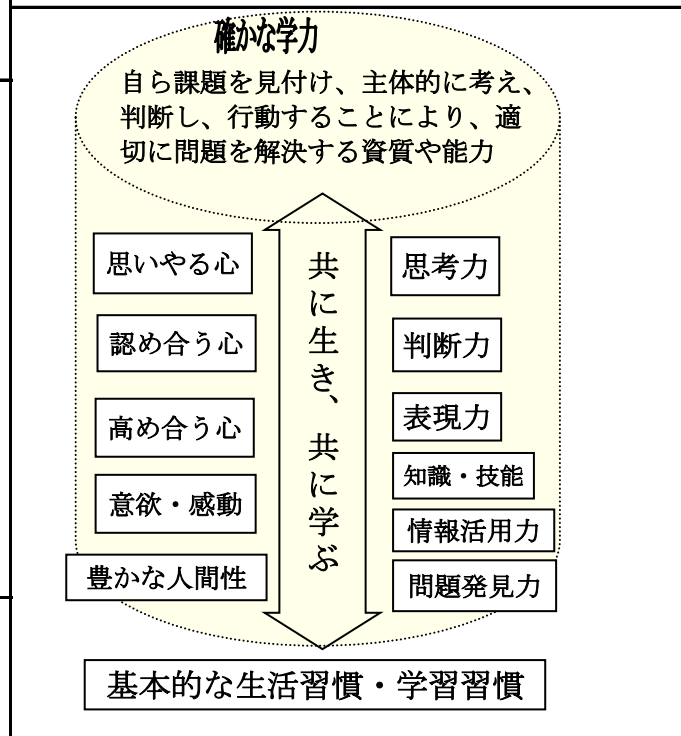 確かな学力
自ら課題を見付け、主体的に考え、
判断し、行動することにより、適
切に問題を解決する資質や能力
思いやる心
認め合う心
高め合う心
意欲・感動
豊かな人間性
共に生き、共に学ぶ
思考力
判断力
表現力
知識・技能
情報活用力
問題発見力
基本的な生活習慣・学習習慣